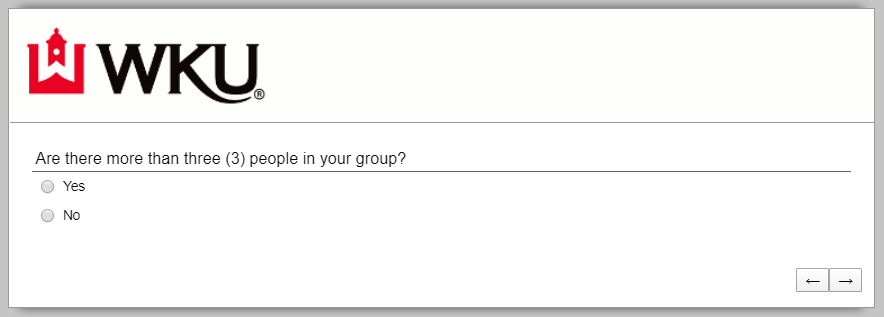 WKU®
Are there more than three (3) people in your group?
Yes
No
← →